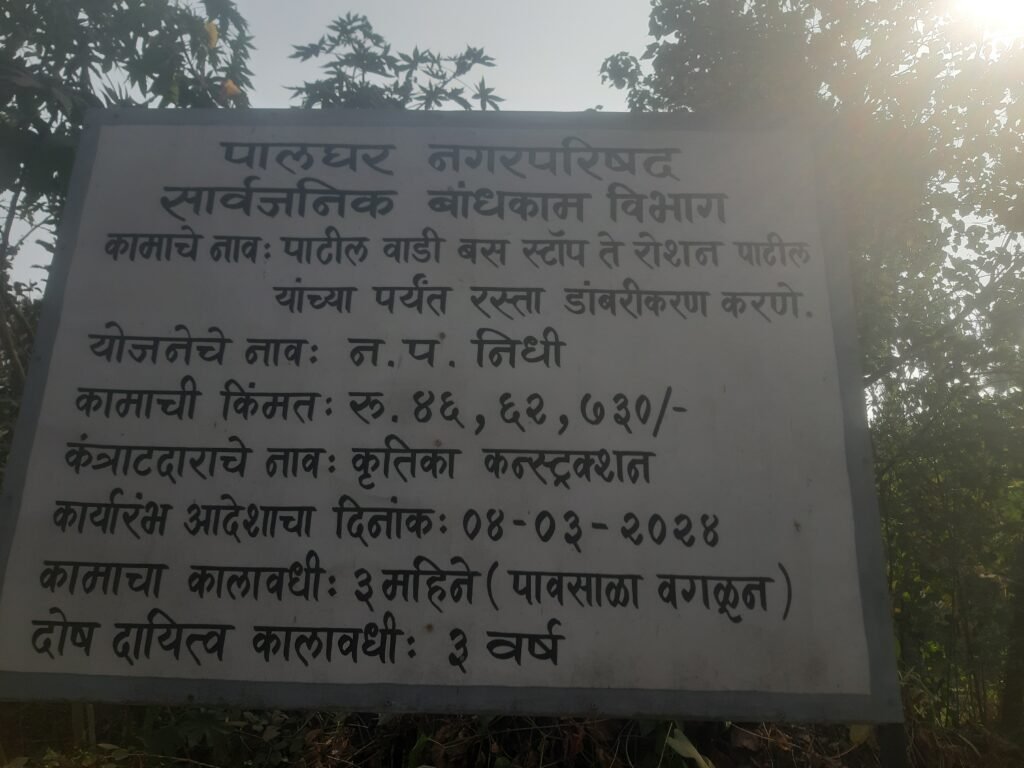 पालघर नगरपरिषद
सार्वजनिक बांधकाम विभाग
कामाचे नाव: पाटील वाडी बस स्टॉप ते रोशन पाटील
यांच्या पर्यंत रस्ता डांबरीकरण करणे.
योजनेचे नाव: न.पं. निधी
कामाची किंमत: रु. ४६,६२,७३०/-
कंत्राटदाराचे नाव: कृतिका कन्स्ट्रक्शन
कार्यारंभ आदेशाचा दिनांक: ०४-०३-२०२४
कामाचा कालावधी: ३ महिने ( पावसाळा वगळून )
दोष दायित्व कालावधी: ३ वर्ष